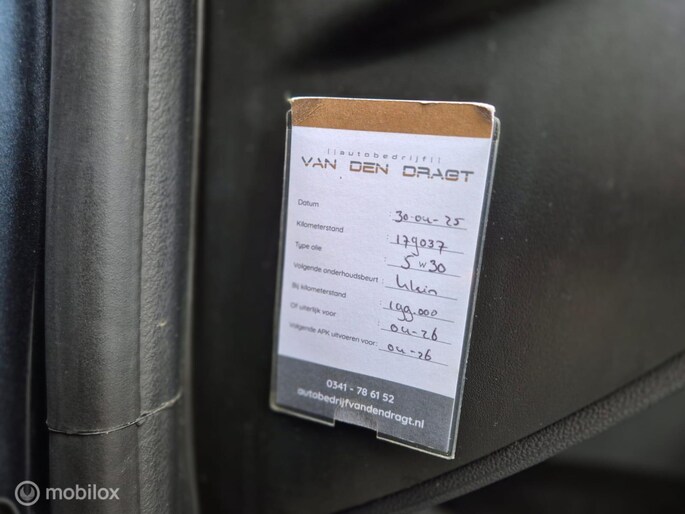 ||autobedrijf||
VAN DEN DRAGT
Datum 30-04-25
Kilometerstand : 179037
Type olie : 5w30
Volgende onderhoudsbeurt : klein
Bij kilometerstand : 199.000
Of uiterlijk voor : 04-26
Volgende APK uitvoeren voor: 04-26
0341 - 78 61 52
autobedrijfvandendragt.nl
mobilox